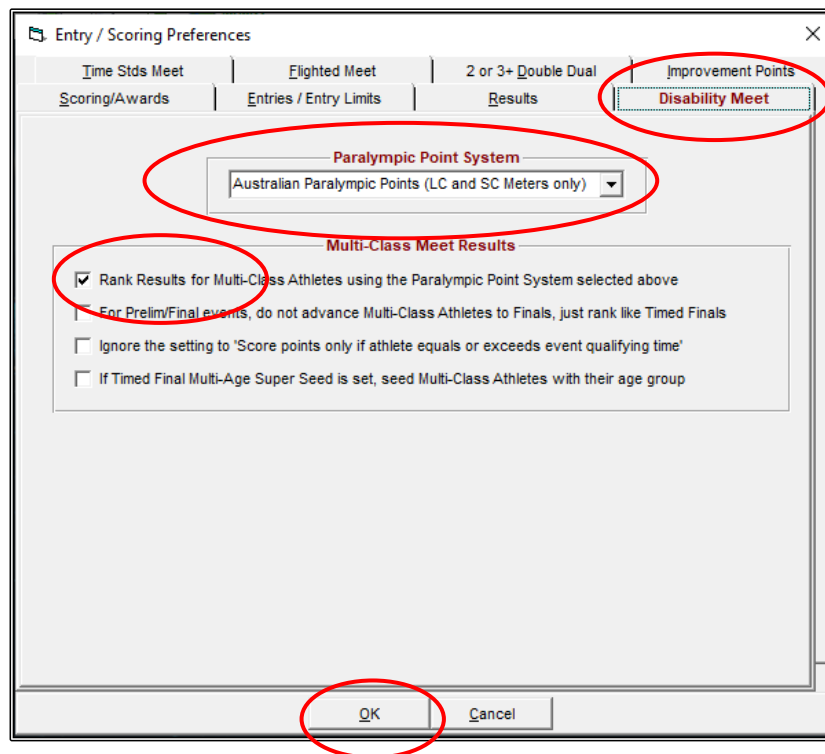 Entry / Scoring Preferences
Time Stds Meet Flighted Meet 2 or 3+ Double Dual Improvement Points
Scoring/Awards Entries / Entry Limits Results Disability Meet
Paralympic Point System
Australian Paralympic Points (LC and SC Meters only)
Multi-Class Meet Results
Rank Results for Multi-Class Athletes using the Paralympic Point System selected above
For Prelim/Final events, do not advance Multi-Class Athletes to Finals, just rank like Timed Finals
Ignore the setting to 'Score points only if athlete equals or exceeds event qualifying time'
If Timed Final Multi-Age Super Seed is set, seed Multi-Class Athletes with their age group
OK Cancel